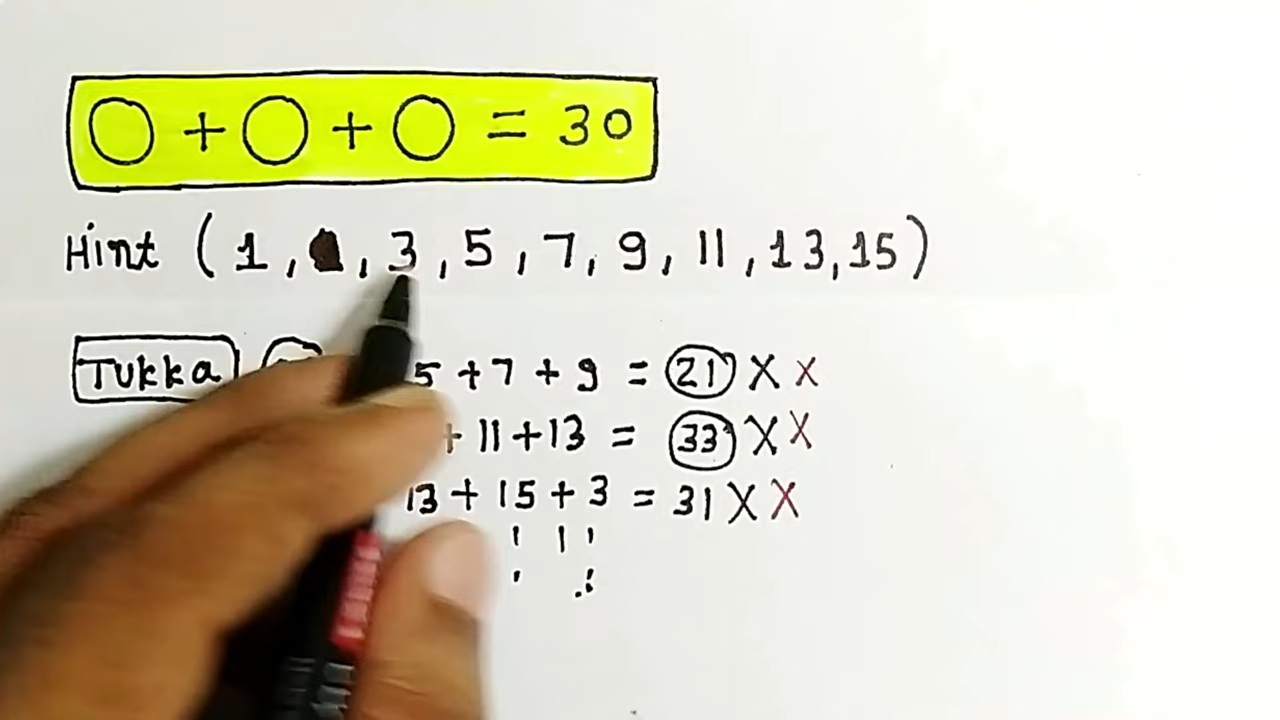 ○ + ○ + ○ = 30
Hint ( 1 , , 3 , 5 , 7 , 9 , 11 , 13 , 15 )
Tukka 5 + 7 + 9 = 21 X X
+ 11 + 13 = 33 X X
13 + 15 + 3 = 31 X X